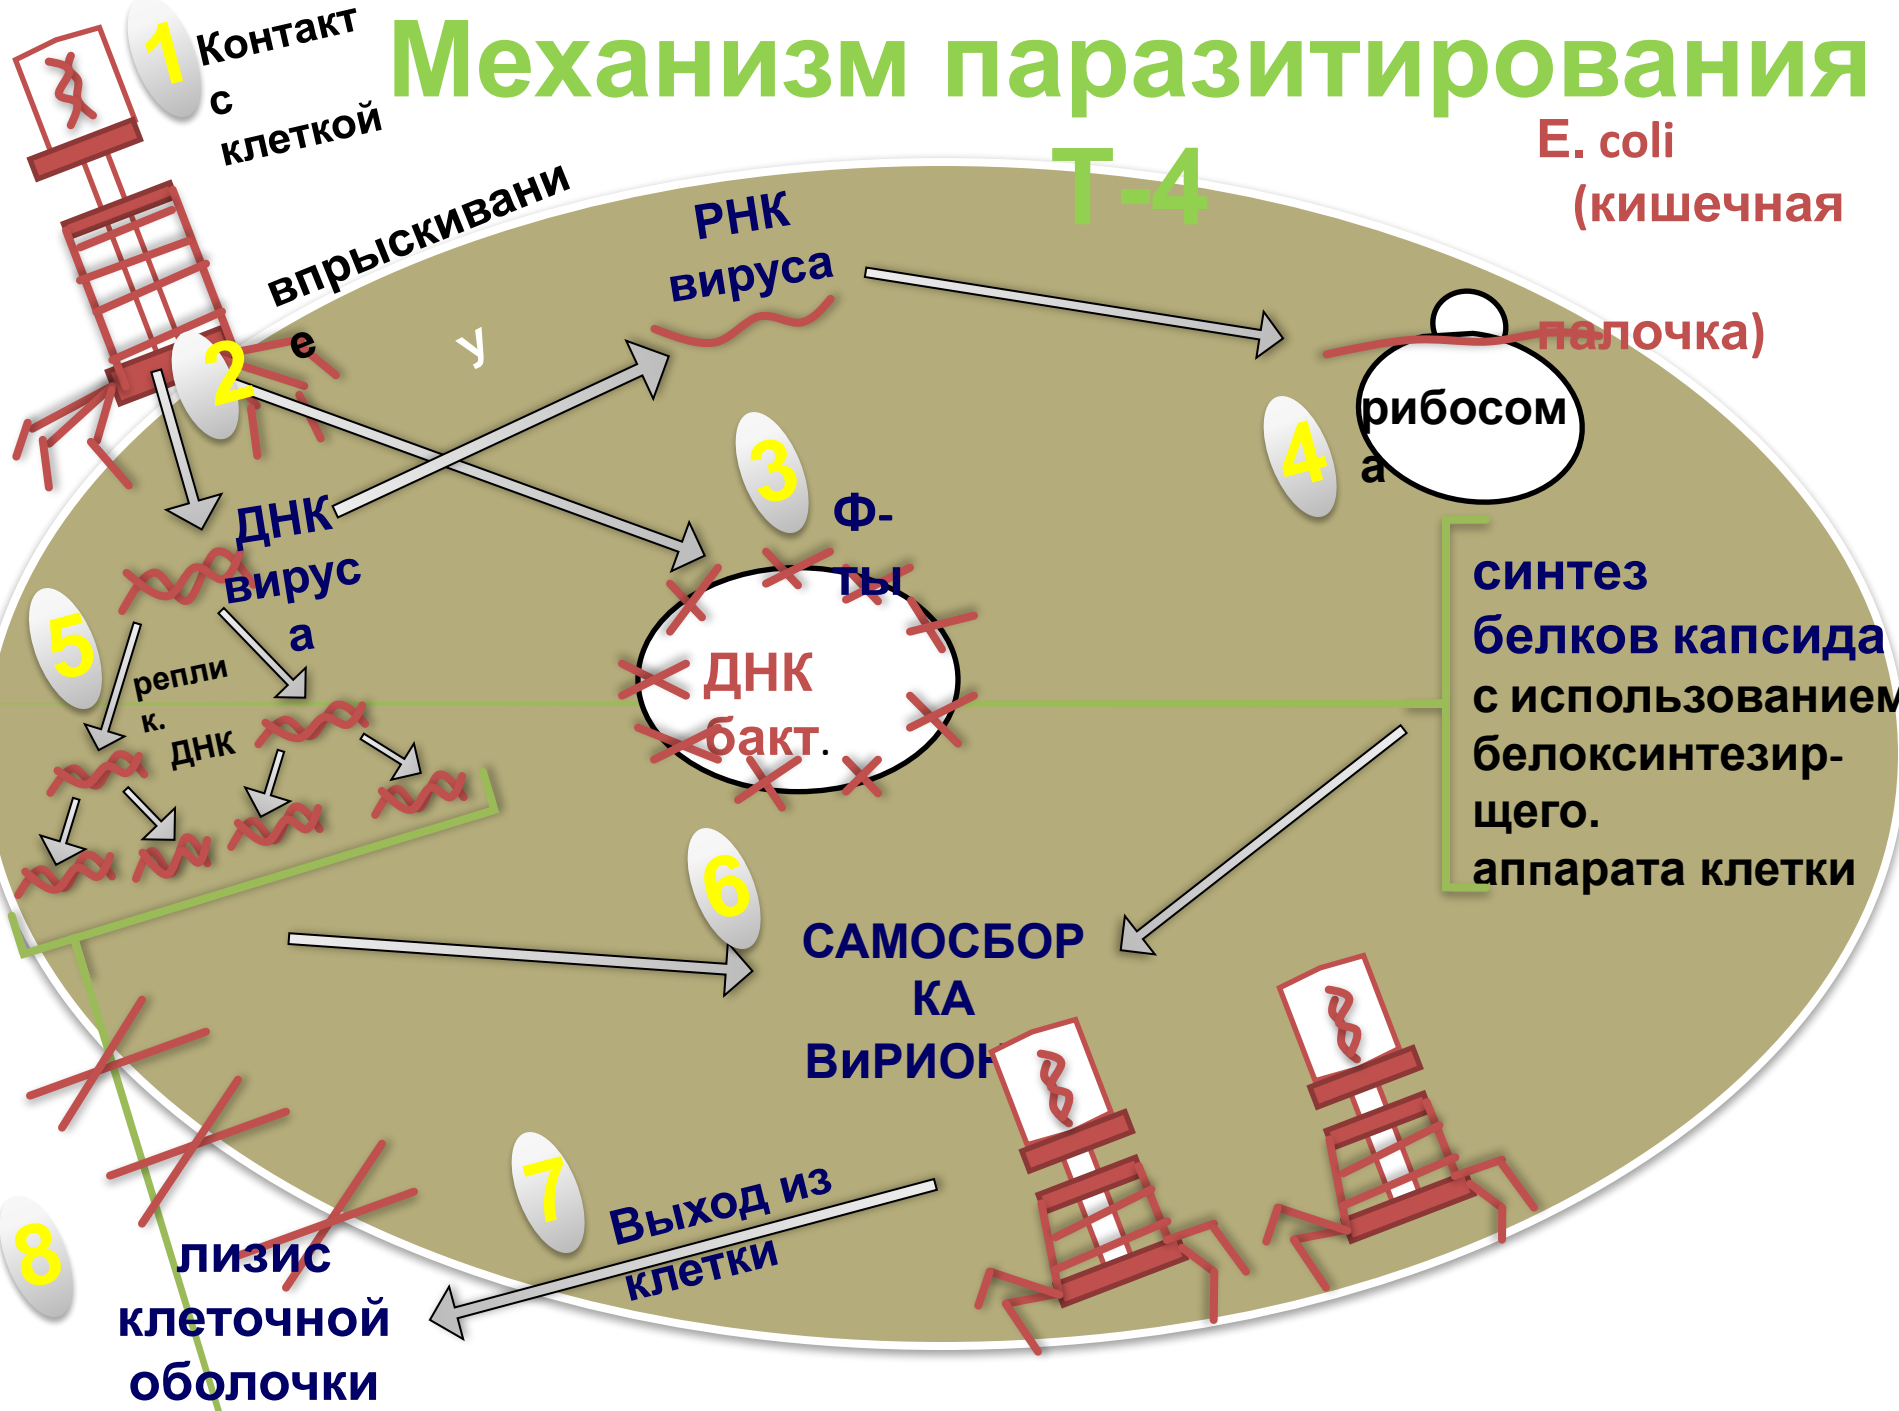 Механизм паразитирования
Т-4
1
Контакт
с
клеткой
E. coli
(кишечная
палочка)
впрыскивани
е
2
у
РНК
вируса
3
Ф-
ты
4
рибосом
а
ДНК
вирус
а
5
репли
к.
ДНК
ДНК
бакт.
синтез
белков капсида
с использованием
белоксинтезир-
щего.
аппарата клетки
6
САМОСБОР
КА
ВиРИОН
7
Выход из
клетки
8
лизис
клеточной
оболочки